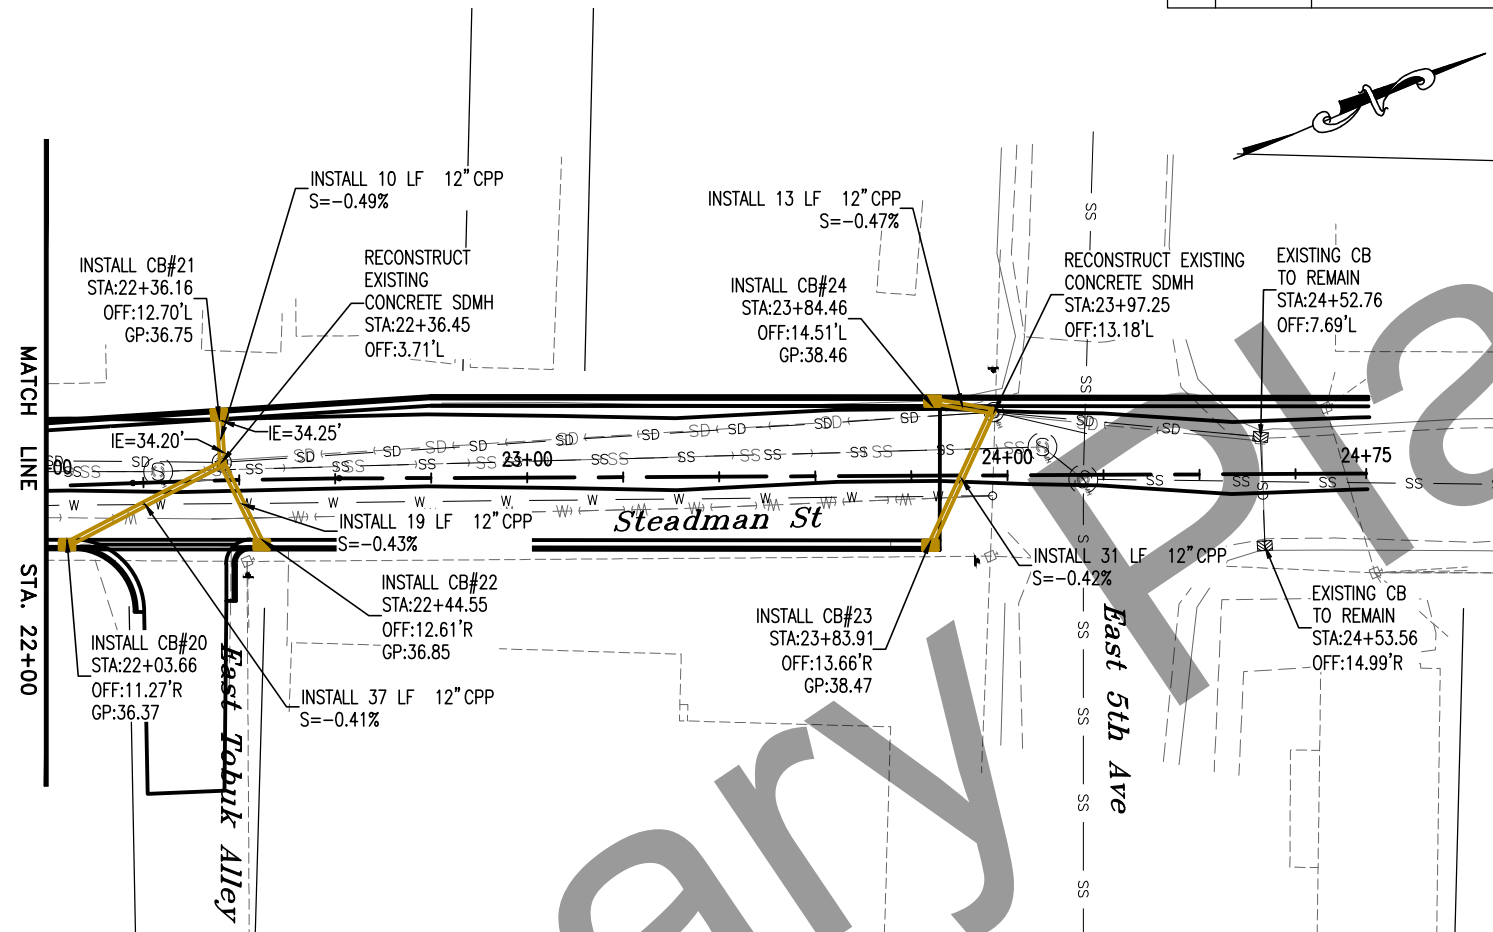 INSTALL 10 LF 12" CPP
S=-0.49%
INSTALL 13 LF 12" CPP
S=-0.47%
INSTALL CB#21
STA:22+36.16
OFF:12.70'L
GP:36.75
RECONSTRUCT
EXISTING
CONCRETE SDMH
STA:22+36.45
OFF:3.71'L
INSTALL CB#24
STA:23+84.46
OFF:14.51'L
GP:38.46
RECONSTRUCT EXISTING
CONCRETE SDMH
STA:23+97.25
OFF:13.18'L
EXISTING CB
TO REMAIN
STA:24+52.76
OFF:7.69'L
N
MATCH LINE STA. 22+00
IE=34.20'
IE=34.25'
00
23+00
24+00
24+75
Steadman St
INSTALL 19 LF 12" CPP
S=-0.43%
INSTALL 31 LF 12" CPP
S=-0.42%
INSTALL CB#22
STA:22+44.55
OFF:12.61'R
GP:36.85
INSTALL CB#20
STA:22+03.66
OFF:11.27'R
GP:36.37
INSTALL 37 LF 12" CPP
S=-0.41%
INSTALL CB#23
STA:23+83.91
OFF:13.66'R
GP:38.47
EXISTING CB
TO REMAIN
STA:24+53.56
OFF:14.99'R
East Tobuk Alley
East 5th Ave
ary Pla